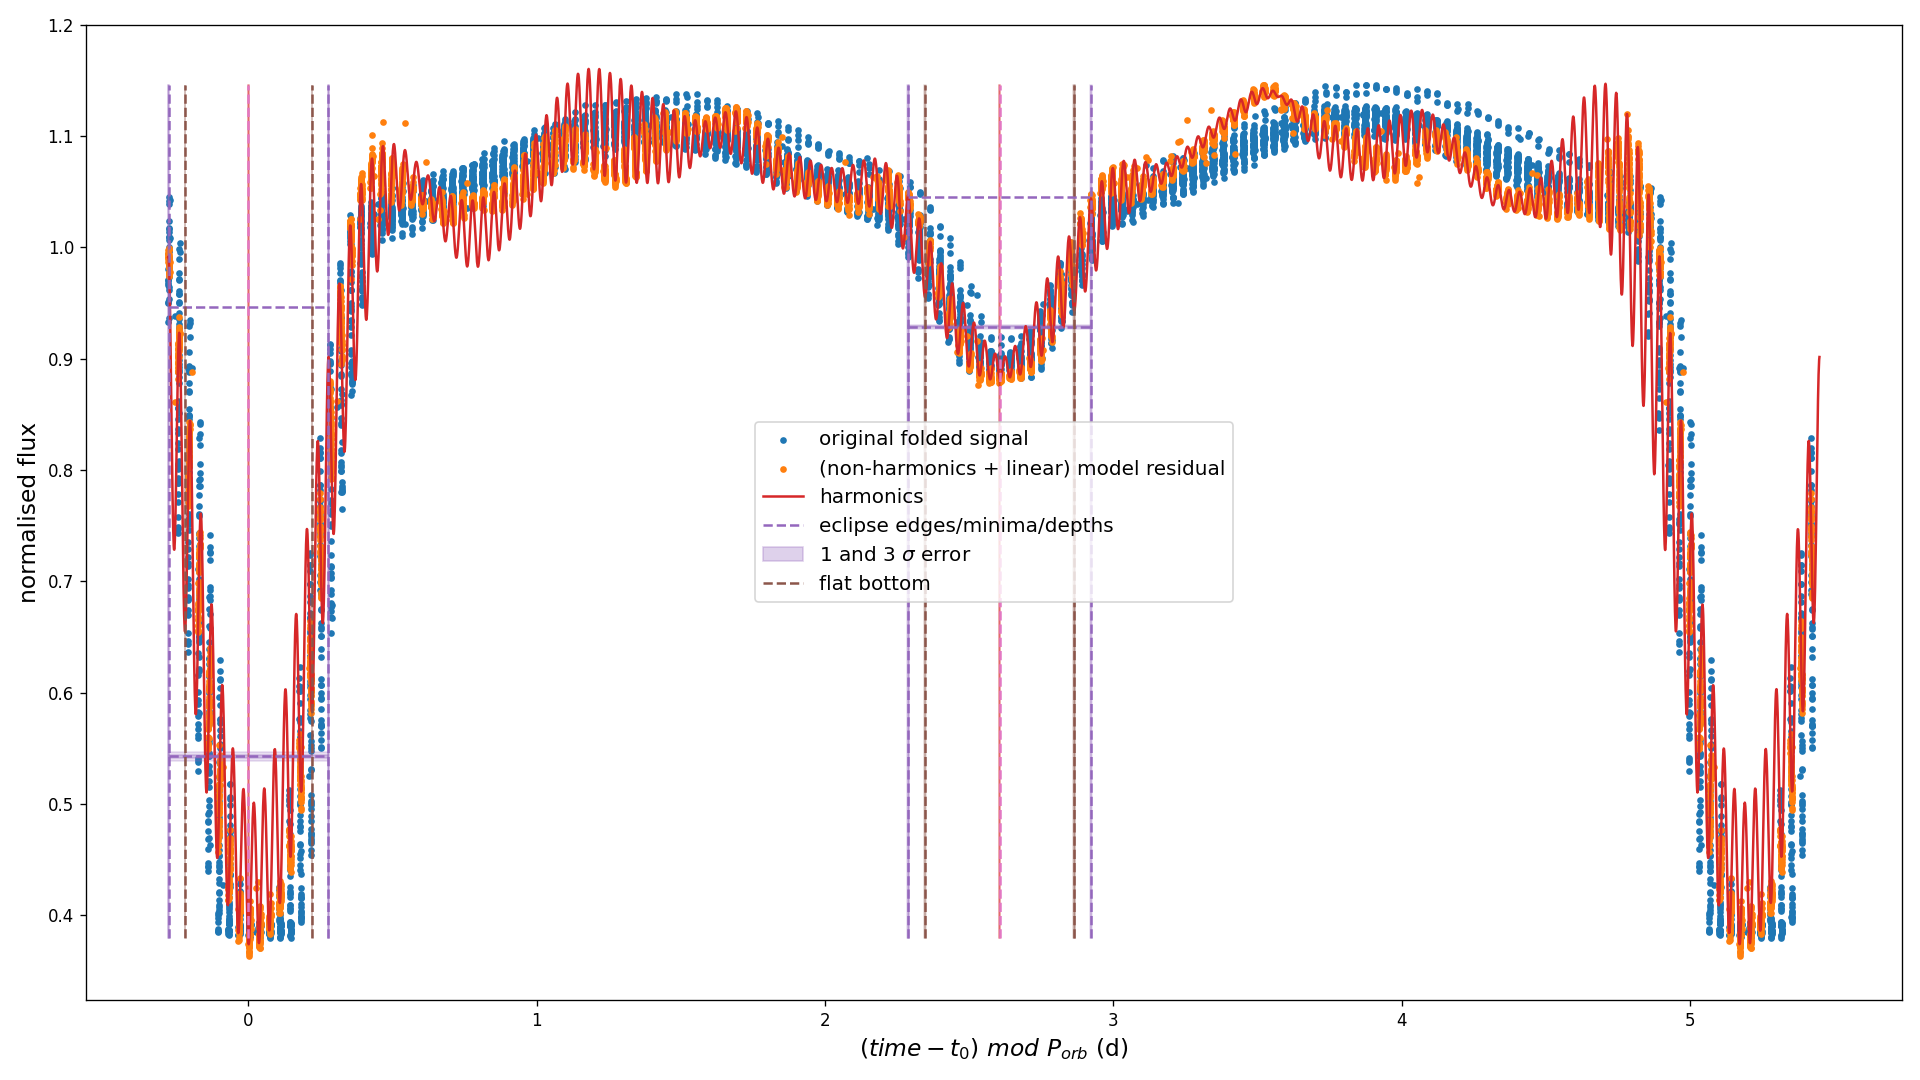 1.2
1.1
1.0
0.9
0.8
0.7
0.6
0.5
0.4
normalised flux
original folded signal
(non-harmonics + linear) model residual
harmonics
eclipse edges/minima/depths
1 and 3 σ error
flat bottom
0 1 2 3 4 5
(time − t₀) mod P_orb (d)